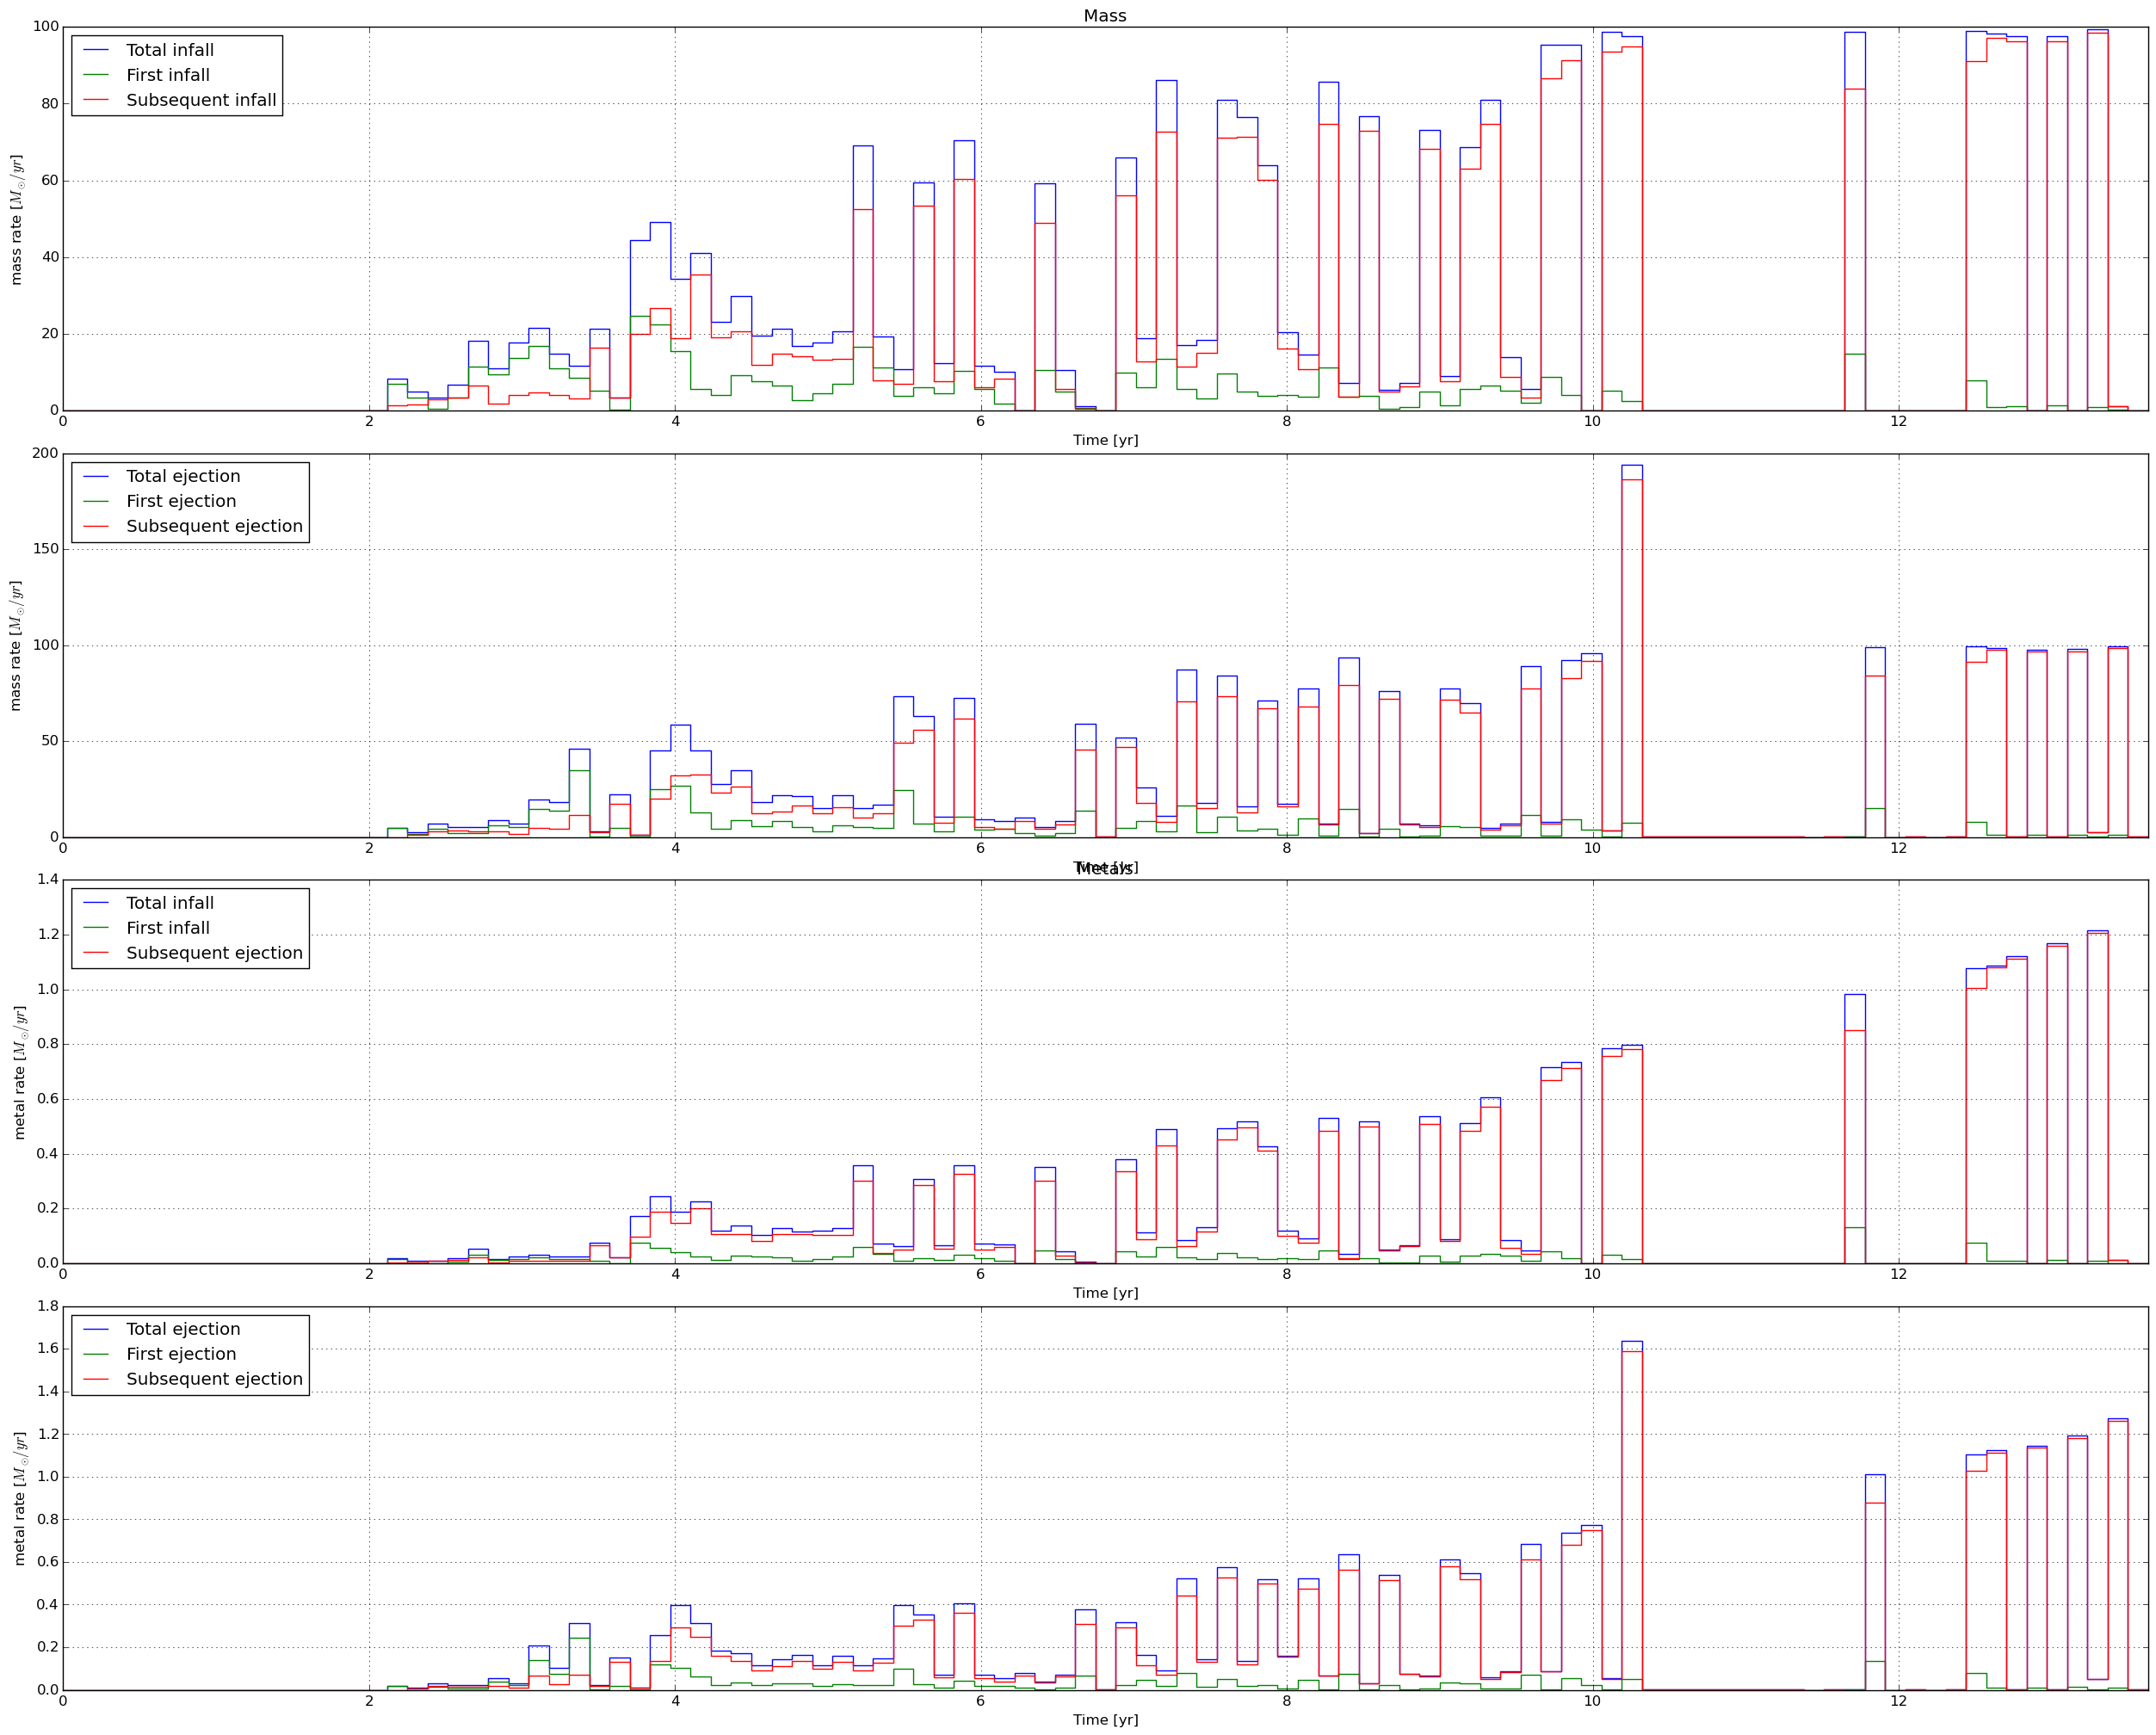 Mass
Total infall
First infall
Subsequent infall
mass rate [M⊙/yr]
100
80
60
40
20
0
0 2 4 6 8 10 12
Time [yr]
Total ejection
First ejection
Subsequent ejection
mass rate [M⊙/yr]
200
150
100
50
0
0 2 4 6 8 10 12
Time [yr]
Metals
Total infall
First infall
Subsequent ejection
metal rate [M⊙/yr]
1.4
1.2
1.0
0.8
0.6
0.4
0.2
0.0
0 2 4 6 8 10 12
Time [yr]
Total ejection
First ejection
Subsequent ejection
metal rate [M⊙/yr]
1.8
1.6
1.4
1.2
1.0
0.8
0.6
0.4
0.2
0.0
0 2 4 6 8 10 12
Time [yr]